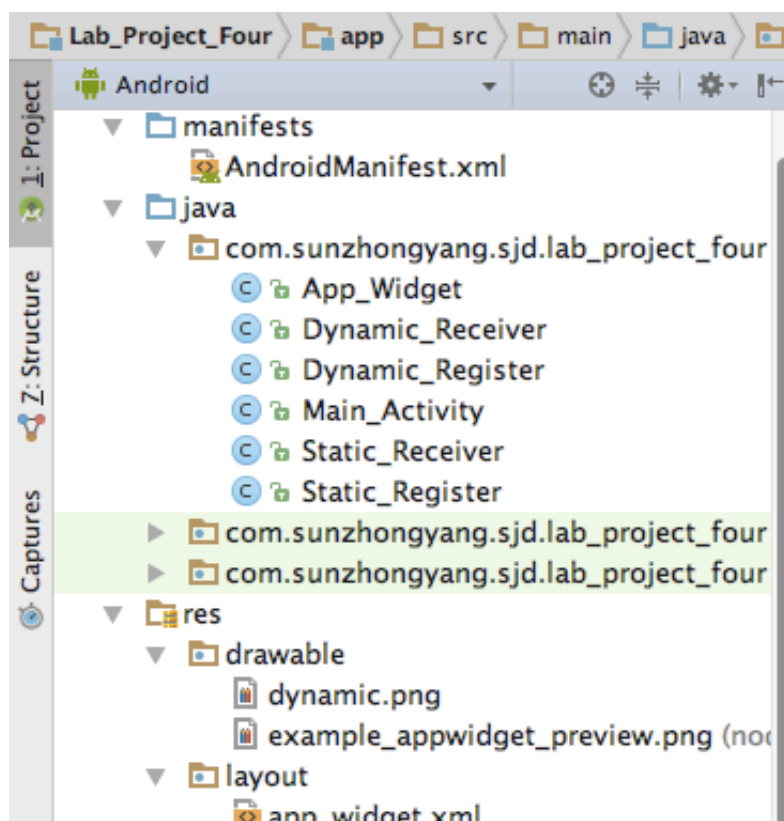 Lab_Project_Four app src main java
Android
1: Project
Z: Structure
Captures
manifests
AndroidManifest.xml
java
com.sunzhongyang.sjd.lab_project_four
App_Widget
Dynamic_Receiver
Dynamic_Register
Main_Activity
Static_Receiver
Static_Register
com.sunzhongyang.sjd.lab_project_four
com.sunzhongyang.sjd.lab_project_four
res
drawable
dynamic.png
example_appwidget_preview.png
layout
app_widget.xml